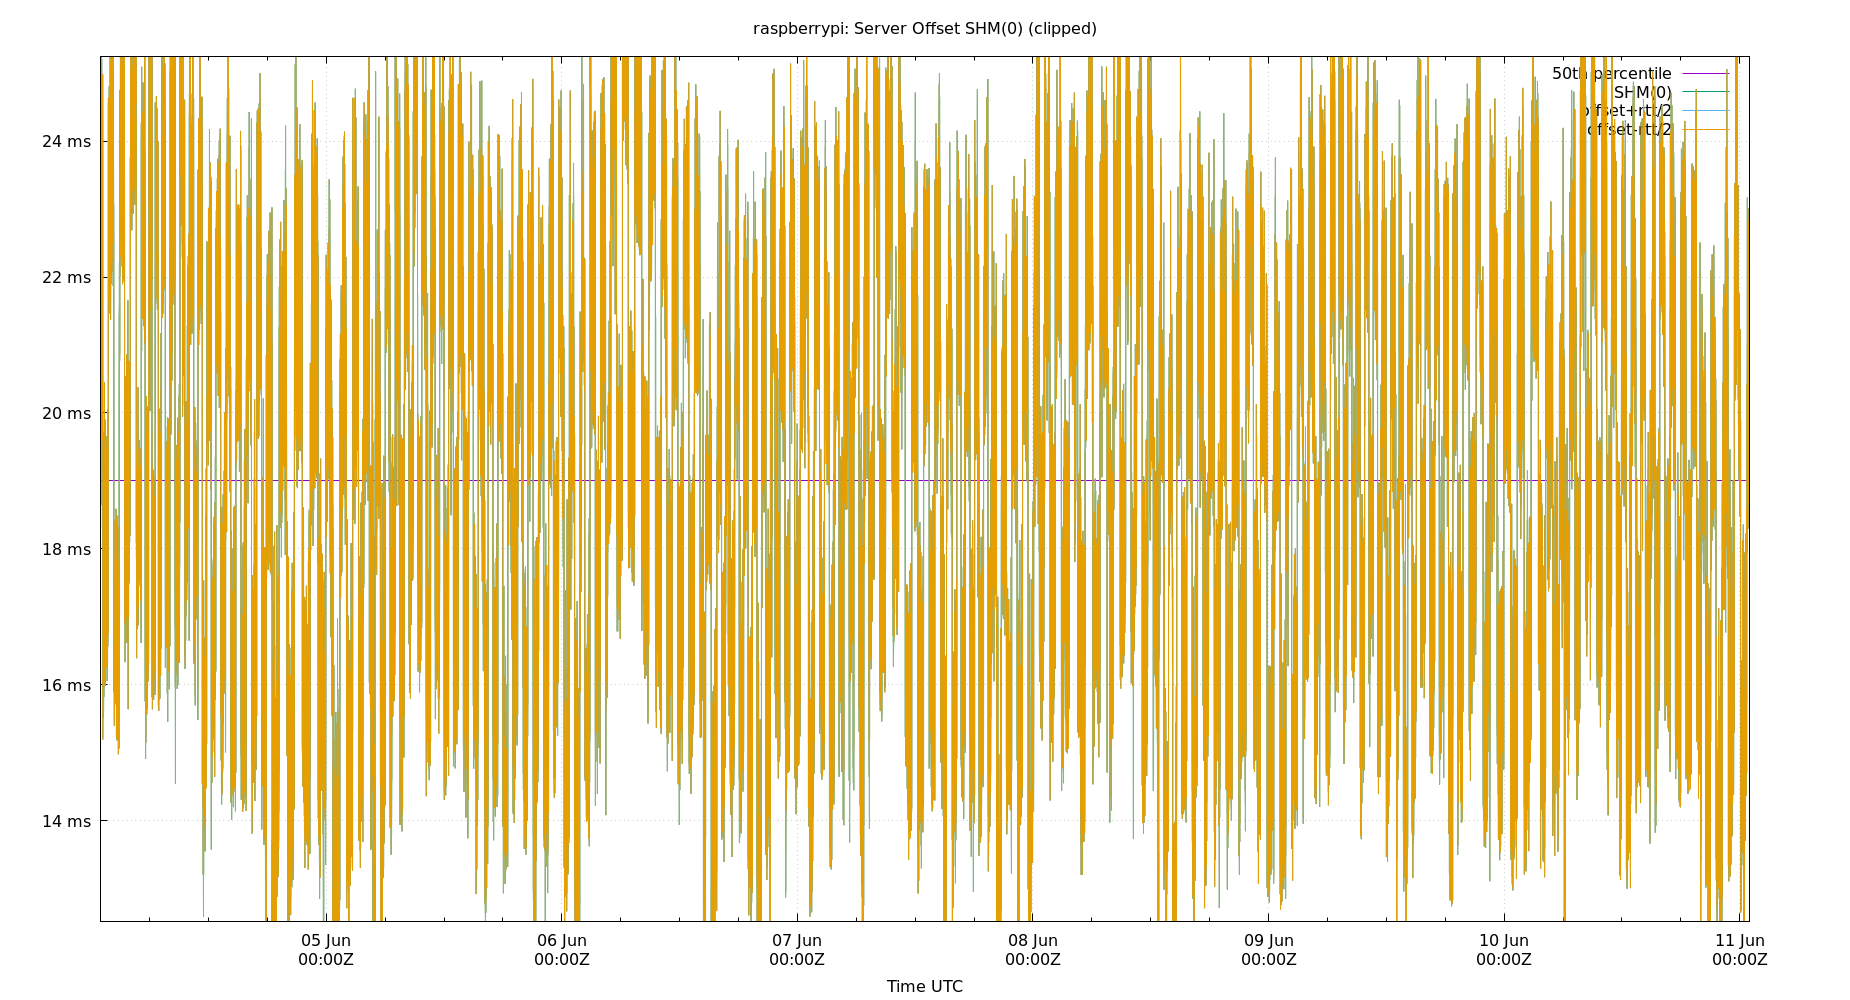 raspberrypi: Server Offset SHM(0) (clipped)
50th percentile
SHM(0)
offset+rtt/2
offset-rtt/2
24 ms
22 ms
20 ms
18 ms
16 ms
14 ms
05 Jun
00:00Z
06 Jun
00:00Z
07 Jun
00:00Z
08 Jun
00:00Z
09 Jun
00:00Z
10 Jun
00:00Z
11 Jun
00:00Z
Time UTC